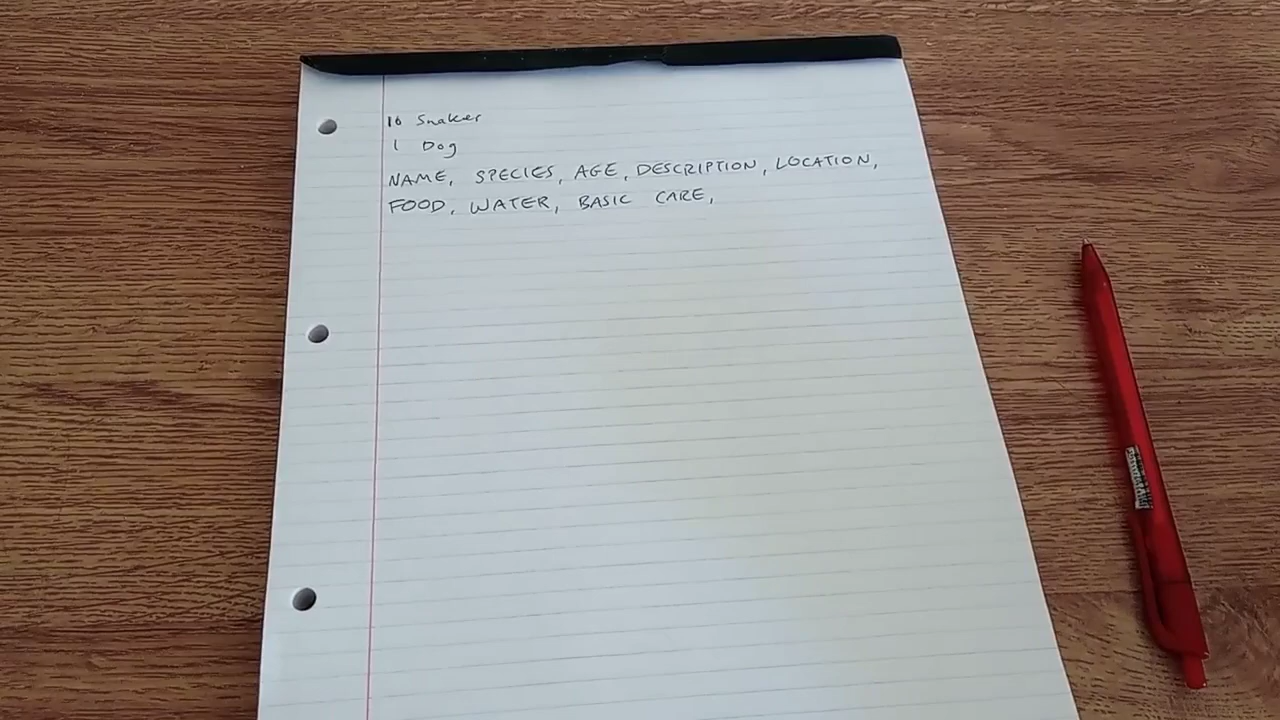 10 Snakes
1 Dog
NAME, SPECIES, AGE, DESCRIPTION, LOCATION,
FOOD, WATER, BASIC CARE,